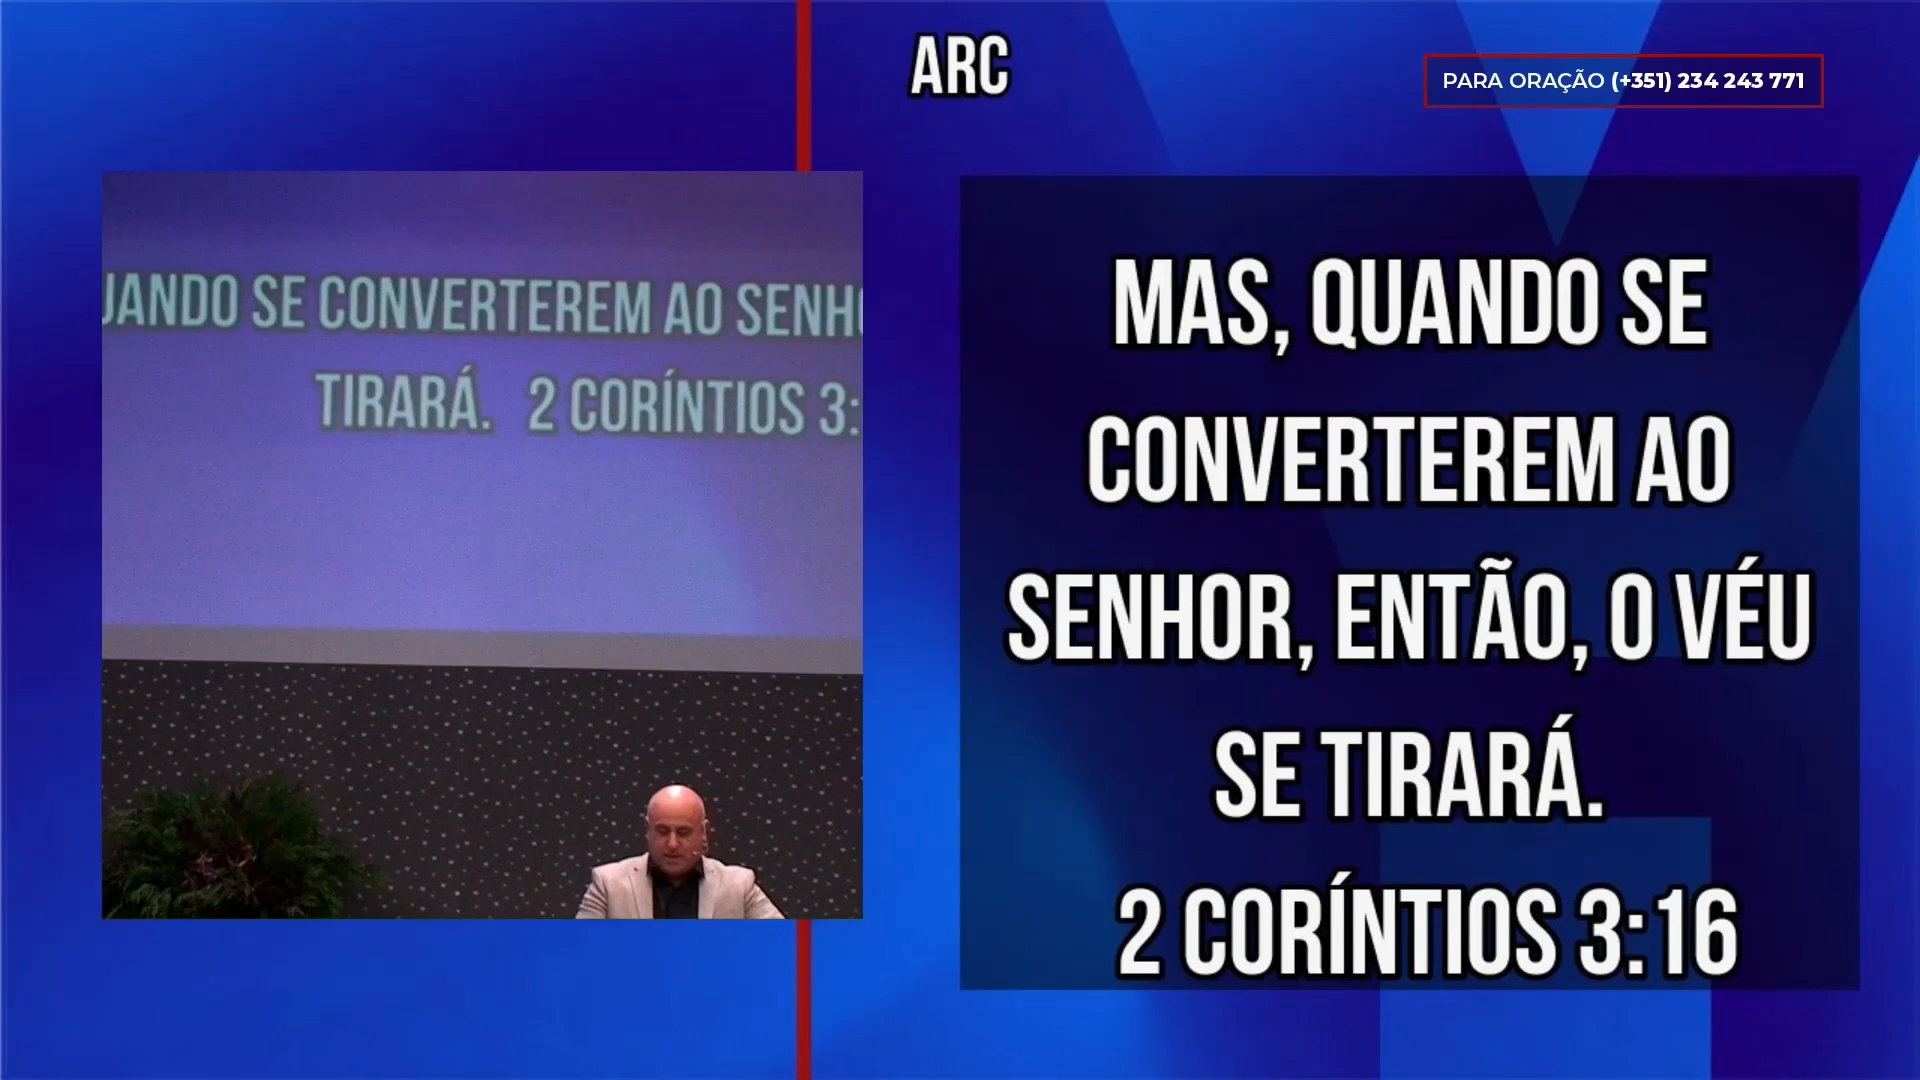 ARC
PARA ORAÇÃO (+351) 234 243 771
UANDO SE CONVERTEREM AO SENHO
TIRARÁ. 2 CORÍNTIOS 3:
MAS, QUANDO SE
CONVERTEREM AO
SENHOR, ENTÃO, O VÉU
SE TIRARÁ.
2 CORÍNTIOS 3:16